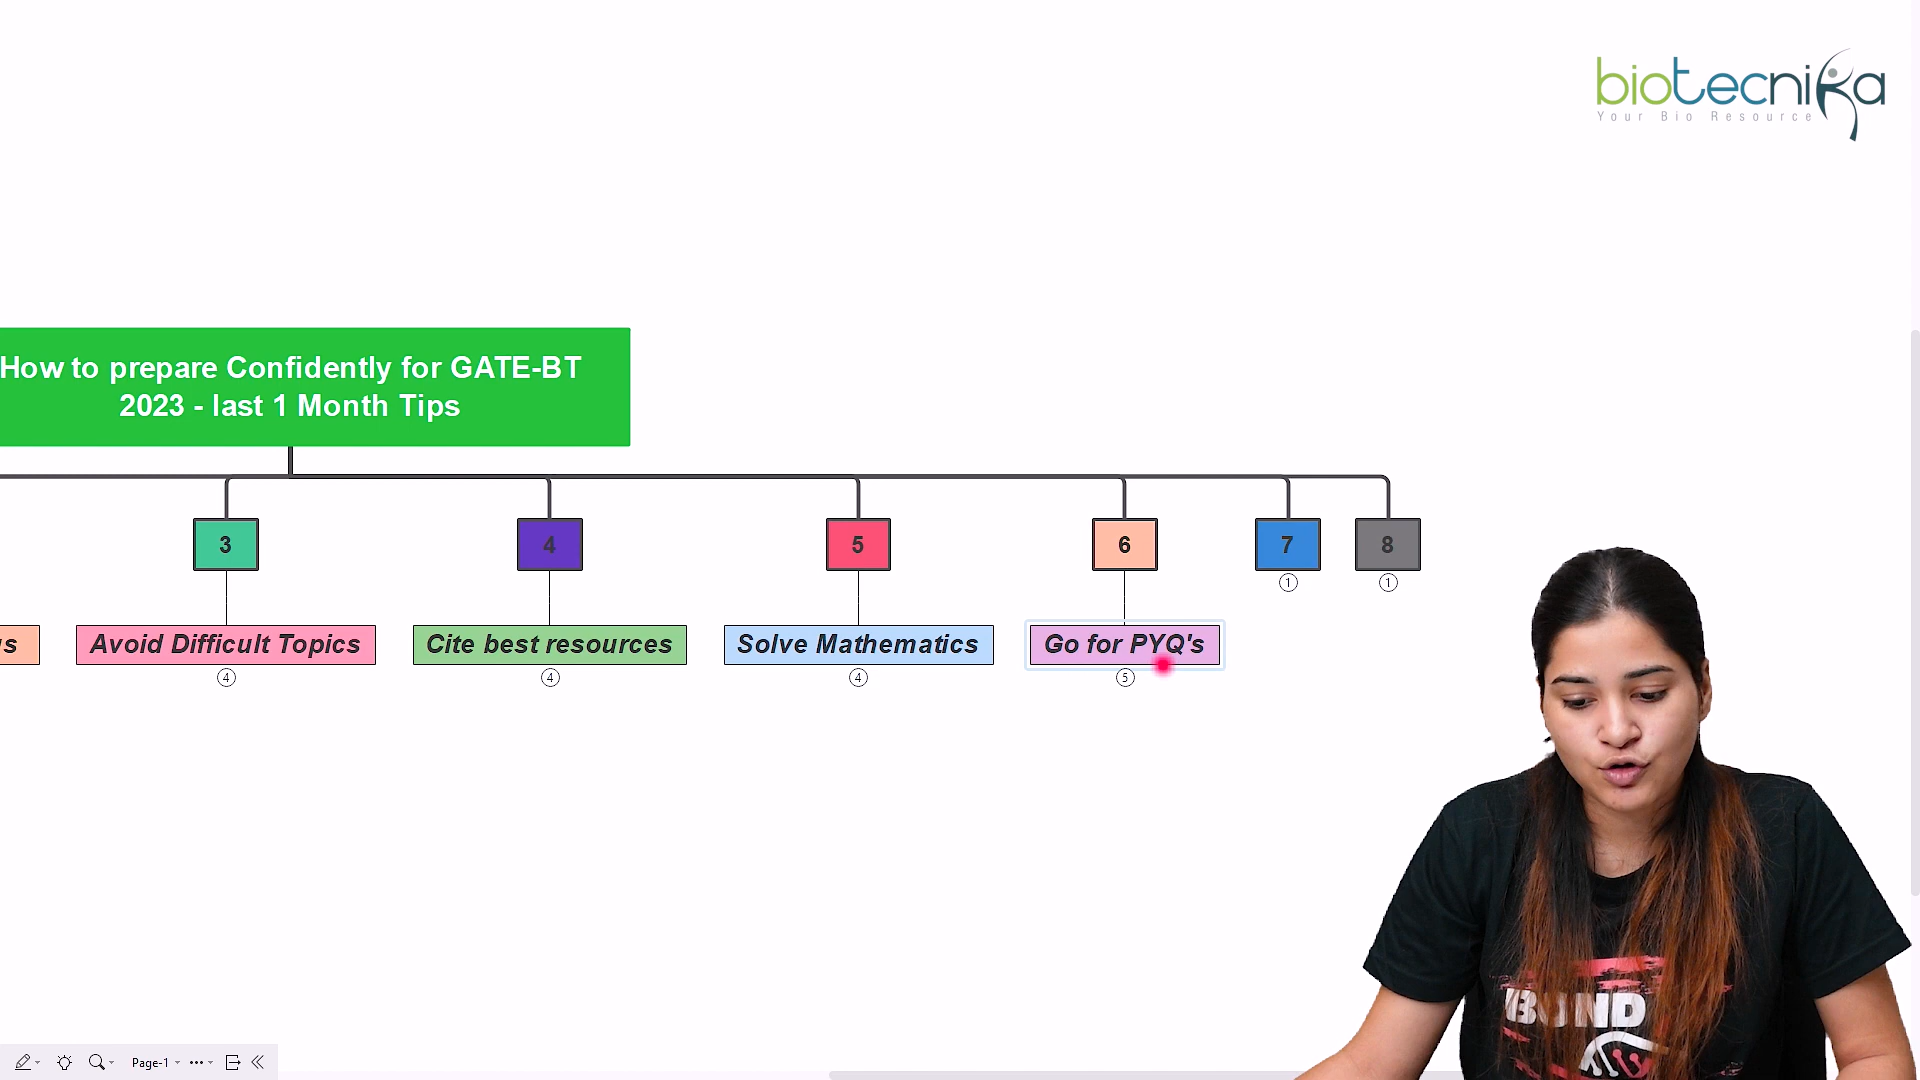 biotecnika
Your Bio Resource
How to prepare Confidently for GATE-BT
2023 - last 1 Month Tips
3
4
5
6
7
8
1
1
Avoid Difficult Topics
Cite best resources
Solve Mathematics
Go for PYQ's
4
4
4
5
Page-1